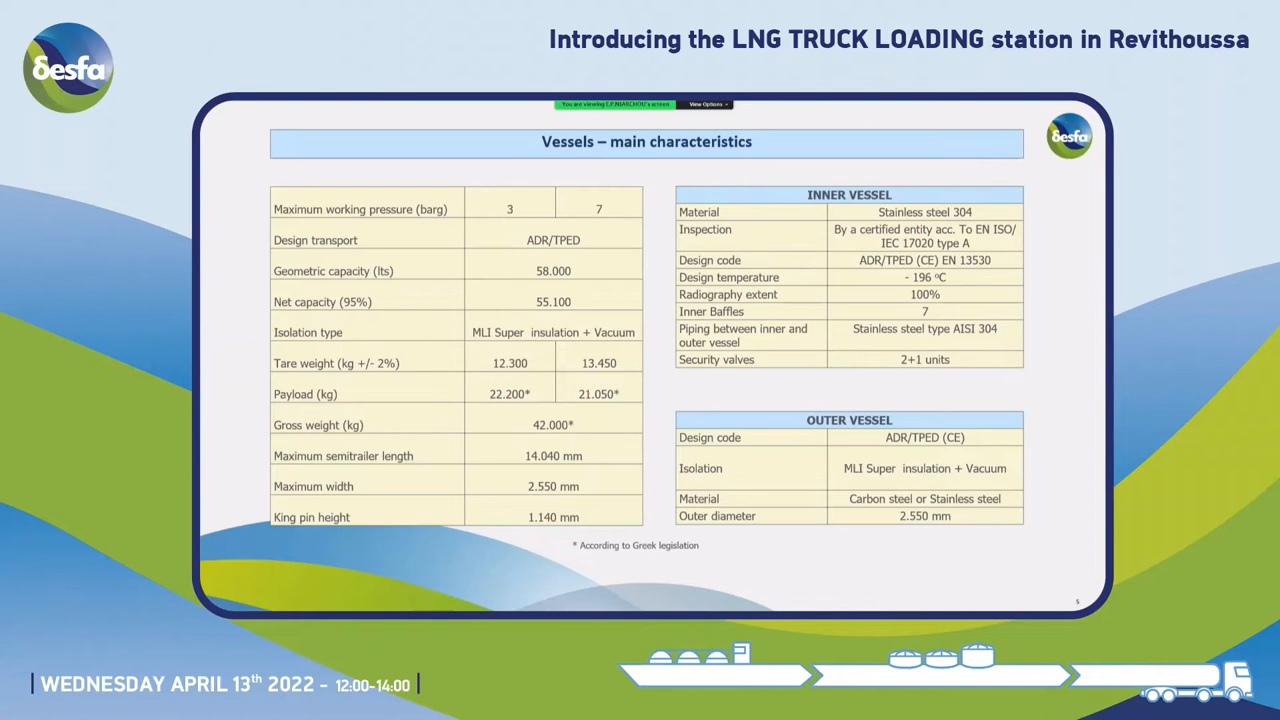 Introducing the LNG TRUCK LOADING station in Revithoussa
δesfa
You are viewing E.P.NIARCHOU's screen
View Options
δesfa
Vessels – main characteristics
Maximum working pressure (barg) 3 7
Design transport ADR/TPED
Geometric capacity (lts) 58.000
Net capacity (95%) 55.100
Isolation type MLI Super insulation + Vacuum
Tare weight (kg +/- 2%) 12.300 13.450
Payload (kg) 22.200* 21.050*
Gross weight (kg) 42.000*
Maximum semitrailer length 14.040 mm
Maximum width 2.550 mm
King pin height 1.140 mm
INNER VESSEL
Material Stainless steel 304
Inspection By a certified entity acc. To EN ISO/
IEC 17020 type A
Design code ADR/TPED (CE) EN 13530
Design temperature - 196 ºC
Radiography extent 100%
Inner Baffles 7
Piping between inner and Stainless steel type AISI 304
outer vessel
Security valves 2+1 units
OUTER VESSEL
Design code ADR/TPED (CE)
Isolation MLI Super insulation + Vacuum
Material Carbon steel or Stainless steel
Outer diameter 2.550 mm
* According to Greek legislation
5
WEDNESDAY APRIL 13th 2022 - 12:00-14:00